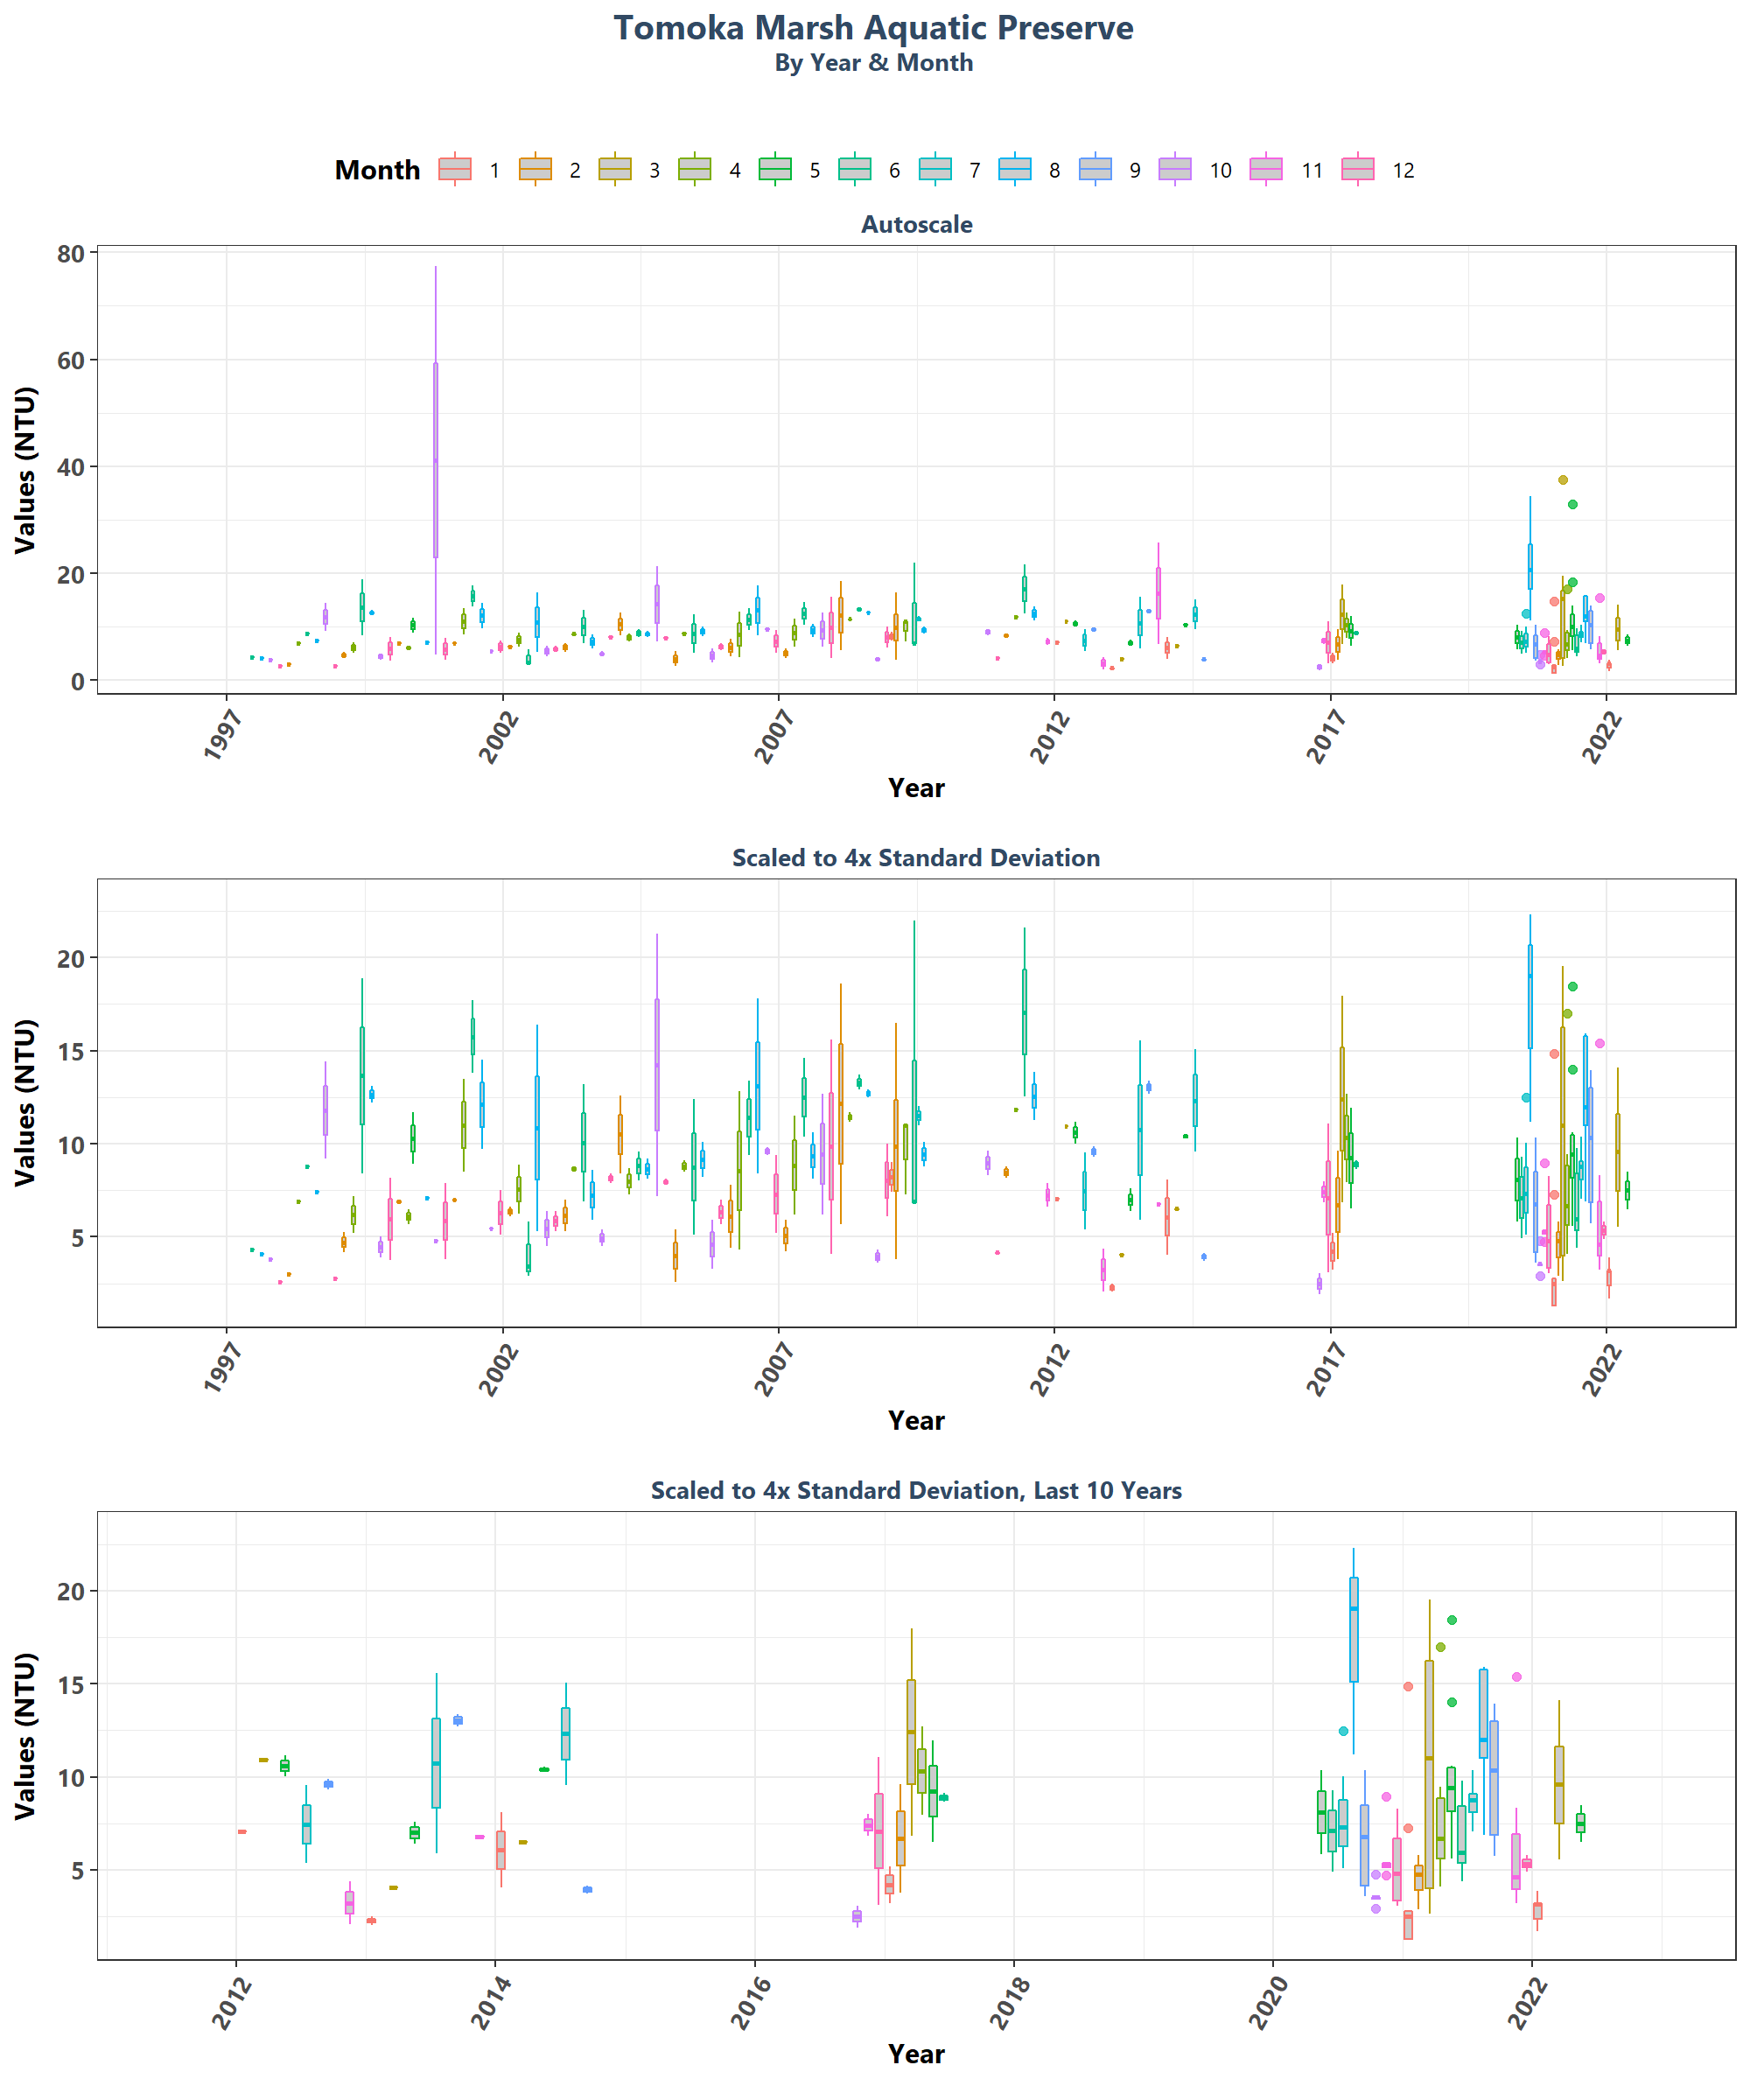 Tomoka Marsh Aquatic Preserve
By Year & Month
Month 1 2 3 4 5 6 7 8 9 10 11 12
Autoscale
80
60
40
20
0
Values (NTU)
1997 2002 2007 2012 2017 2022
Year
Scaled to 4x Standard Deviation
20
15
10
5
Values (NTU)
1997 2002 2007 2012 2017 2022
Year
Scaled to 4x Standard Deviation, Last 10 Years
20
15
10
5
Values (NTU)
2012 2014 2016 2018 2020 2022
Year